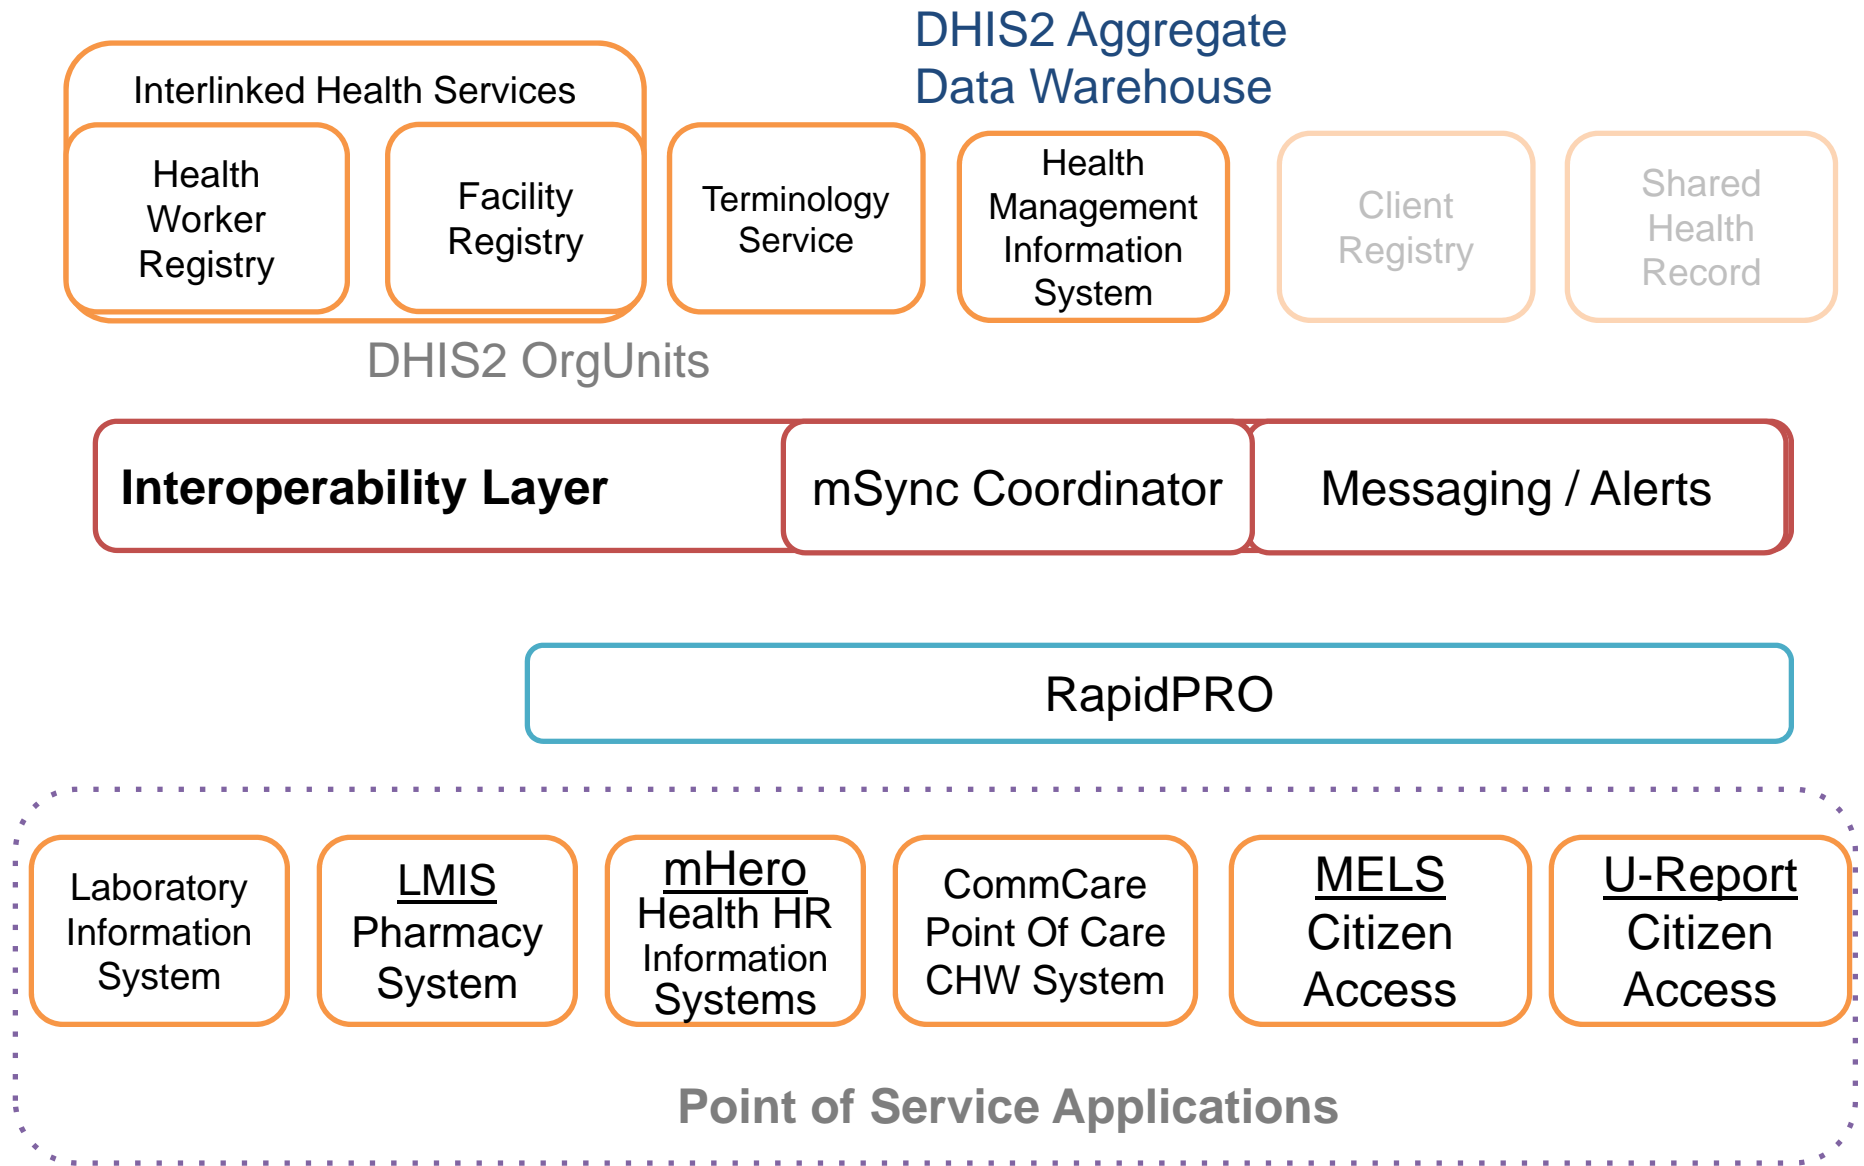 DHIS2 Aggregate
Data Warehouse
Interlinked Health Services
Health
Worker
Registry
Facility
Registry
Terminology
Service
Health
Management
Information
System
Client
Registry
Shared
Health
Record
DHIS2 OrgUnits
Interoperability Layer
mSync Coordinator
Messaging / Alerts
RapidPRO
Laboratory
Information
System
LMIS
Pharmacy
System
mHero
Health HR
Information
Systems
CommCare
Point Of Care
CHW System
MELS
Citizen
Access
U-Report
Citizen
Access
Point of Service Applications